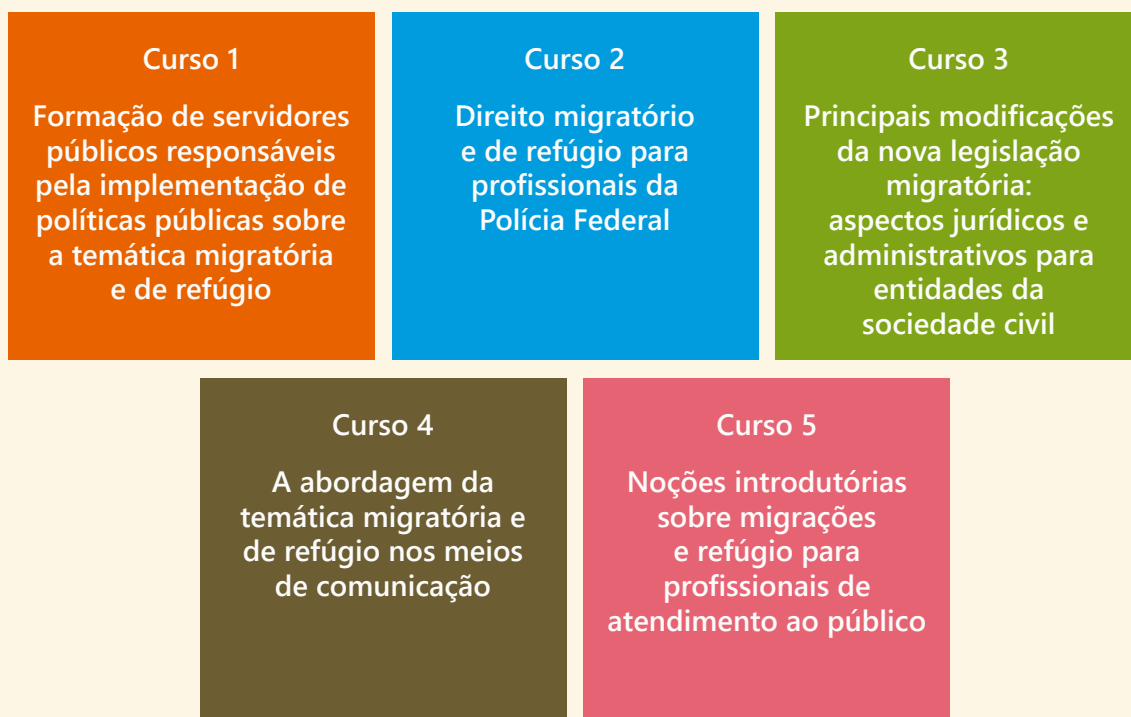 Curso 1
Formação de servidores
públicos responsáveis
pela implementação de
políticas públicas sobre
a temática migratória
e de refúgio
Curso 2
Direito migratório
e de refúgio para
profissionais da
Polícia Federal
Curso 3
Principais modificações
da nova legislação
migratória:
aspectos jurídicos e
administrativos para
entidades da
sociedade civil
Curso 4
A abordagem da
temática migratória e
de refúgio nos meios
de comunicação
Curso 5
Noções introdutórias
sobre migrações
e refúgio para
profissionais de
atendimento ao público